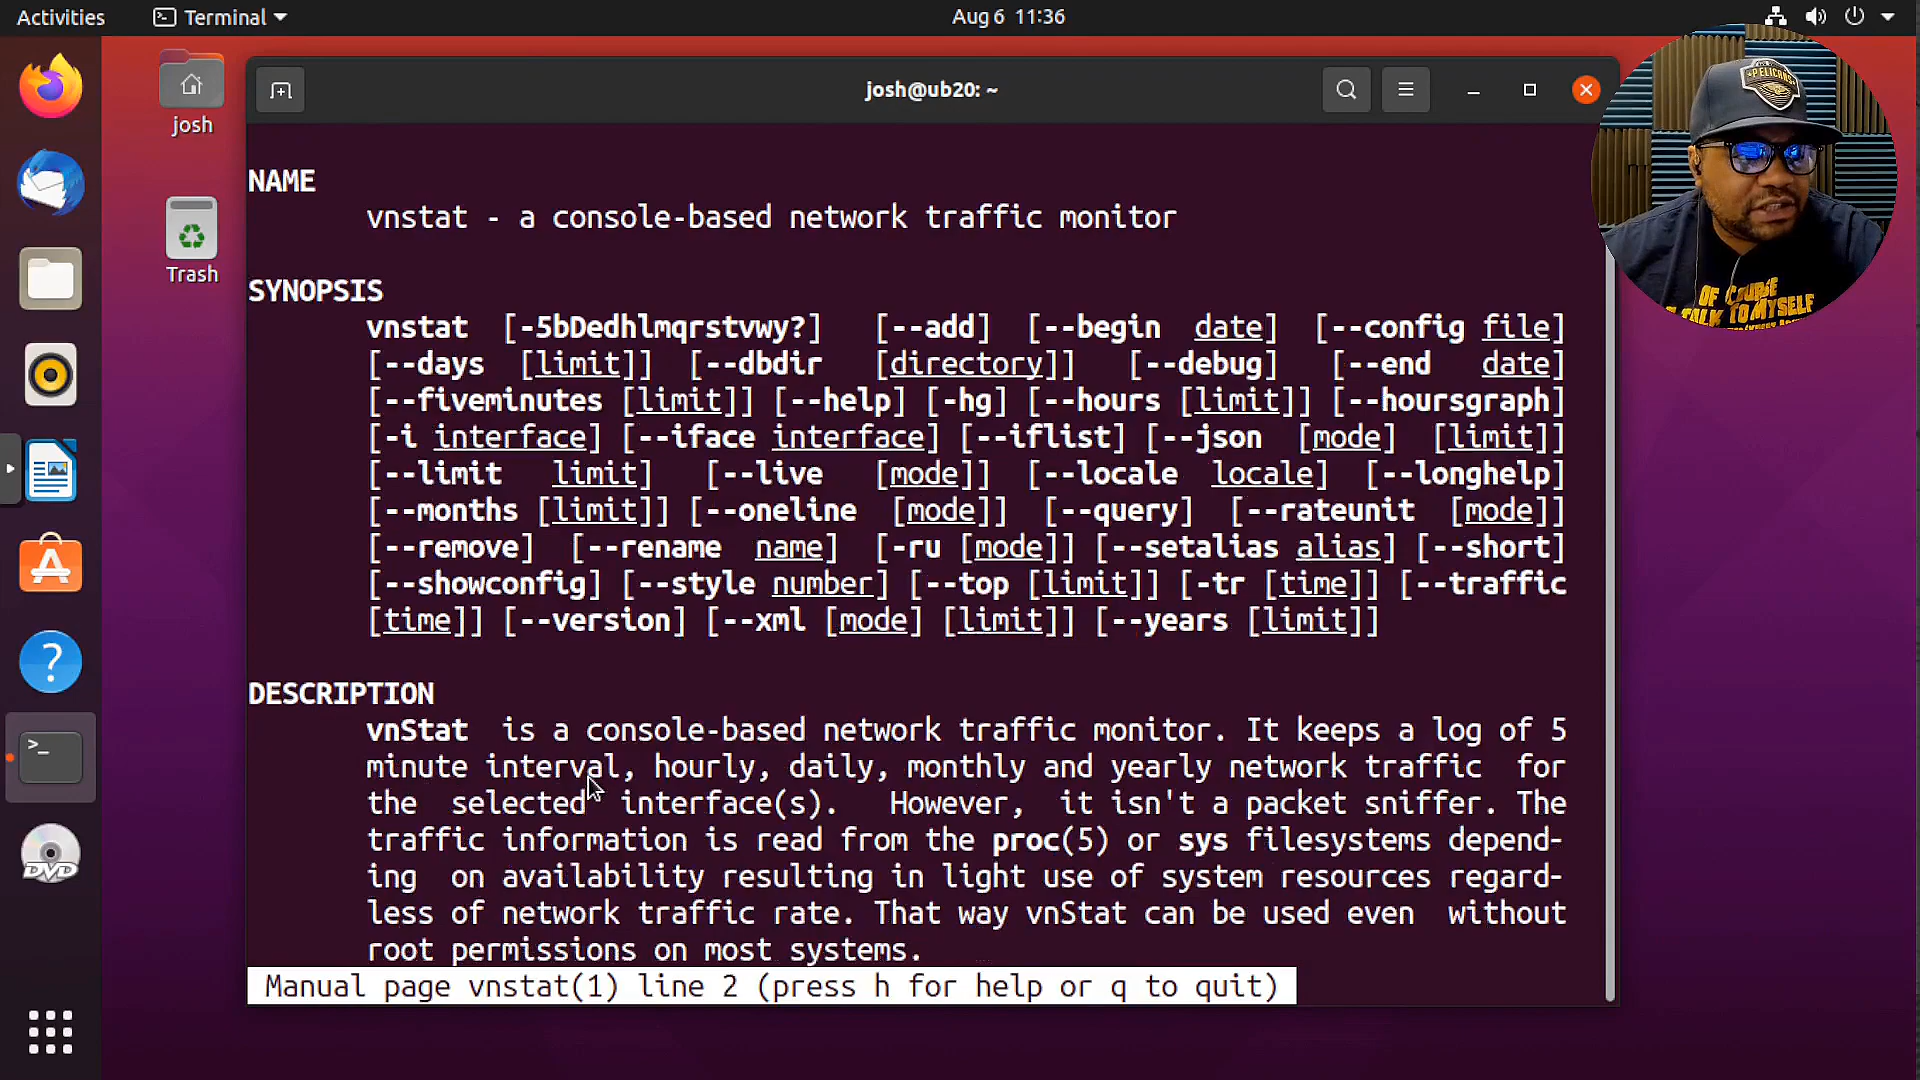 Activities
Terminal
Aug 6 11:36
josh
Trash
josh@ub20: ~
NAME
vnstat - a console-based network traffic monitor
SYNOPSIS
vnstat [-5bDedhlmqrstvwy?] [--add] [--begin date] [--config file]
[--days [limit]] [--dbdir [directory]] [--debug] [--end date]
[--fiveminutes [limit]] [--help] [-hg] [--hours [limit]] [--hoursgraph]
[-i interface] [--iface interface] [--iflist] [--json [mode] [limit]]
[--limit limit] [--live [mode]] [--locale locale] [--longhelp]
[--months [limit]] [--oneline [mode]] [--query] [--rateunit [mode]]
[--remove] [--rename name] [-ru [mode]] [--setalias alias] [--short]
[--showconfig] [--style number] [--top [limit]] [-tr [time]] [--traffic
[time]] [--version] [--xml [mode] [limit]] [--years [limit]]
DESCRIPTION
vnStat is a console-based network traffic monitor. It keeps a log of 5
minute interval, hourly, daily, monthly and yearly network traffic for
the selected interface(s). However, it isn't a packet sniffer. The
traffic information is read from the proc(5) or sys filesystems depend-
ing on availability resulting in light use of system resources regard-
less of network traffic rate. That way vnStat can be used even without
root permissions on most systems.
Manual page vnstat(1) line 2 (press h for help or q to quit)
PELICANS
OF COURSE
TALK TO MYSELF
DVD